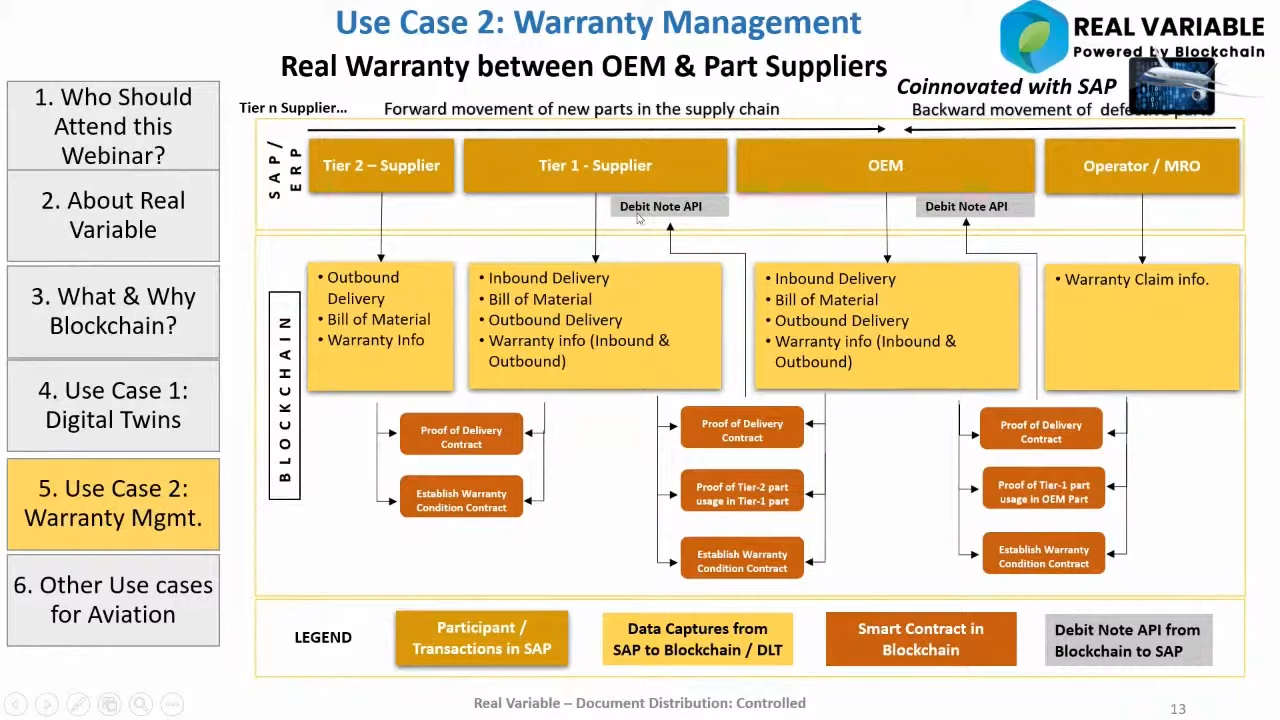 Use Case 2: Warranty Management
Real Warranty between OEM & Part Suppliers
REAL VARIABLE
Powered by Blockchain
Coinnovated with SAP
1. Who Should
Attend this
Webinar?
2. About Real
Variable
3. What & Why
Blockchain?
4. Use Case 1:
Digital Twins
5. Use Case 2:
Warranty Mgmt.
6. Other Use cases
for Aviation
Tier n Supplier...
Forward movement of new parts in the supply chain
Backward movement of
SAP/
ERP
Tier 2 – Supplier
Tier 1 - Supplier
OEM
Operator / MRO
Debit Note API
Debit Note API
BLOCKCHAIN
• Outbound
Delivery
• Bill of Material
• Warranty Info
• Inbound Delivery
• Bill of Material
• Outbound Delivery
• Warranty info (Inbound &
Outbound)
• Inbound Delivery
• Bill of Material
• Outbound Delivery
• Warranty info (Inbound &
Outbound)
• Warranty Claim info.
Proof of Delivery
Contract
Establish Warranty
Condition Contract
Proof of Delivery
Contract
Proof of Tier-2 part
usage in Tier-1 part
Establish Warranty
Condition Contract
Proof of Delivery
Contract
Proof of Tier-1 part
usage in OEM Part
Establish Warranty
Condition Contract
LEGEND
Participant /
Transactions in SAP
Data Captures from
SAP to Blockchain / DLT
Smart Contract in
Blockchain
Debit Note API from
Blockchain to SAP
Real Variable – Document Distribution: Controlled
13